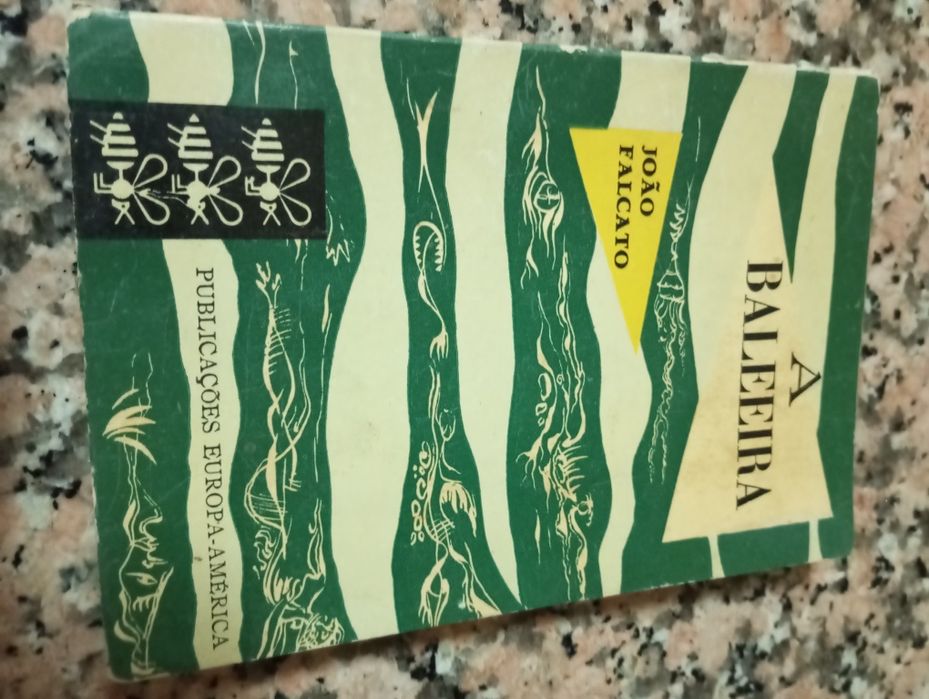 A
BALEEIRA
JOÃO
FALCATO
PUBLICAÇÕES EUROPA-AMÉRICA